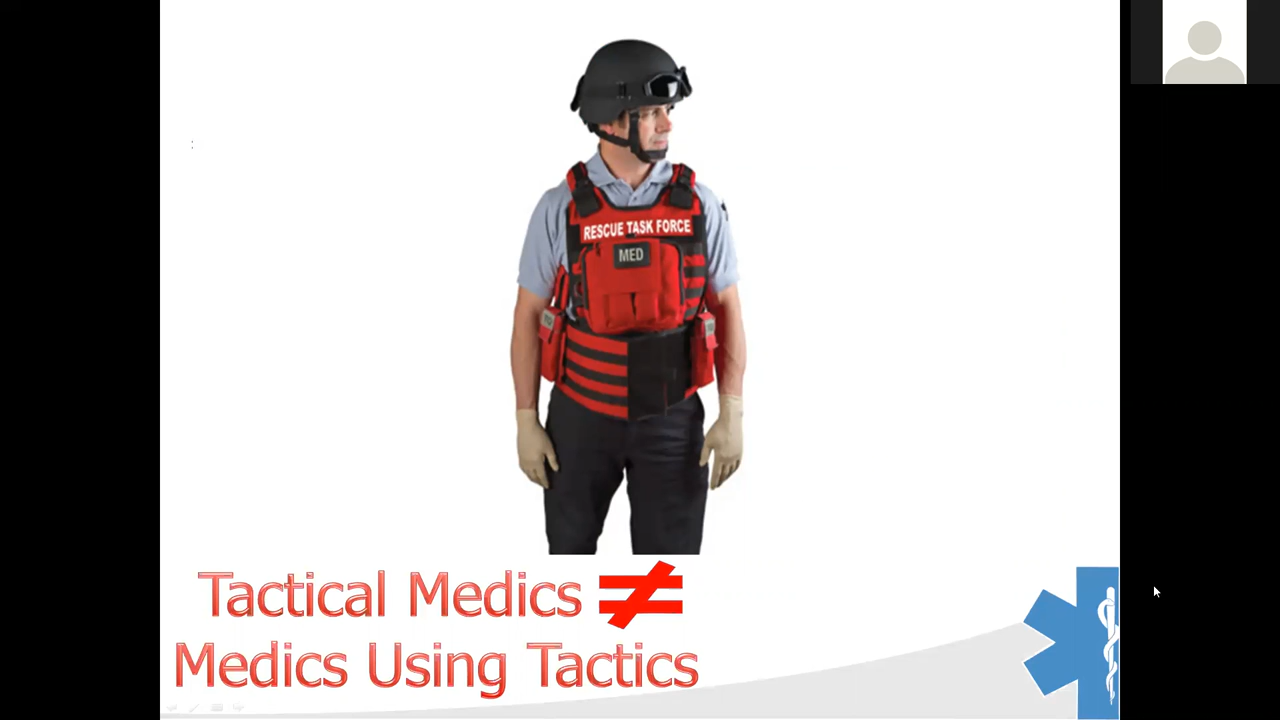 RESCUE TASK FORCE
MED
Tactical Medics ≠
Medics Using Tactics